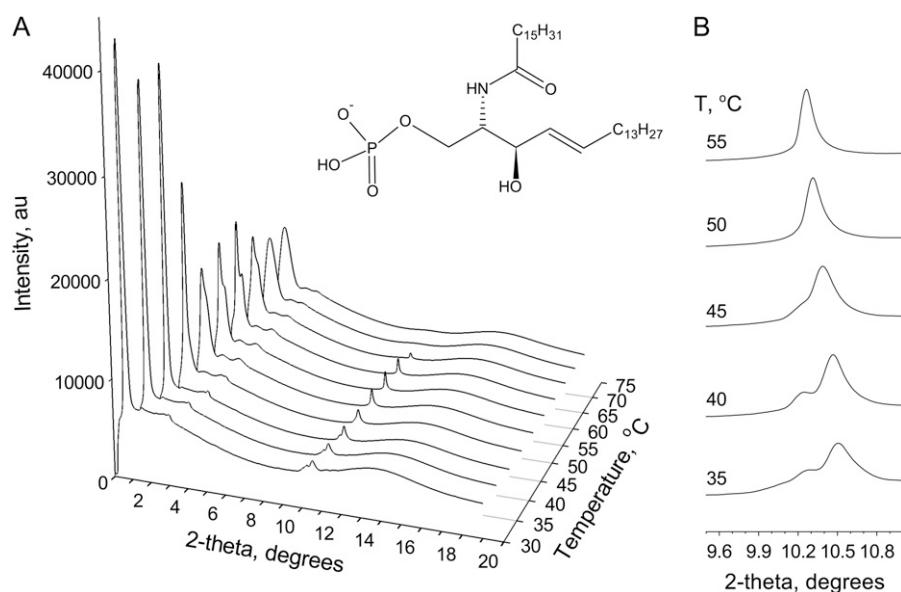 A
B
Intensity, au
40000
30000
20000
10000
0
C15H31
HN
O
O-
O
P
HO
O
HO
C13H27
2 4 6 8 10 12 14 16 18 20
2-theta, degrees
30 35 40 45 50 55 60 65 70 75
Temperature, °C
T, °C
55
50
45
40
35
9.6 9.9 10.2 10.5 10.8
2-theta, degrees